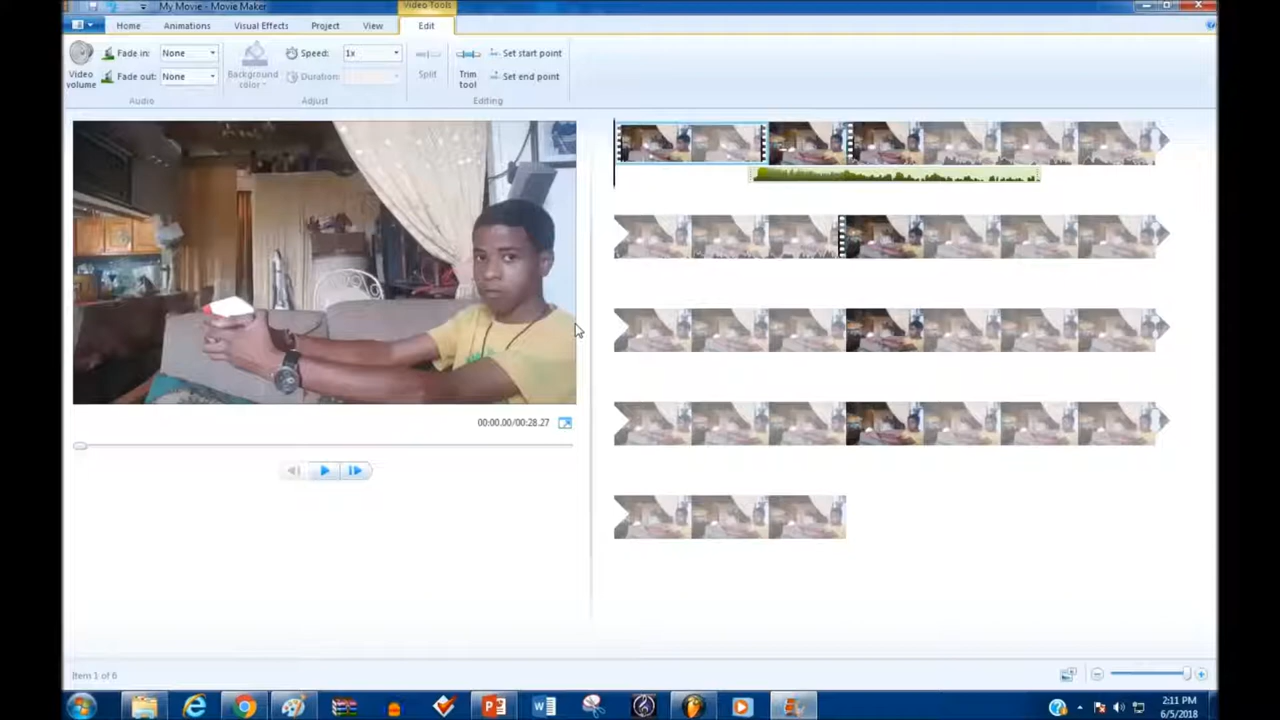 My Movie - Movie Maker
Video Tools
Home Animations Visual Effects Project View Edit
Video volume
Fade in: None
Fade out: None
Audio
Background color
Speed: 1x
Duration:
Adjust
Split
Trim tool
Set start point
Set end point
Editing
00:00.00/00:28.27
Item 1 of 6
2:11 PM
6/5/2018